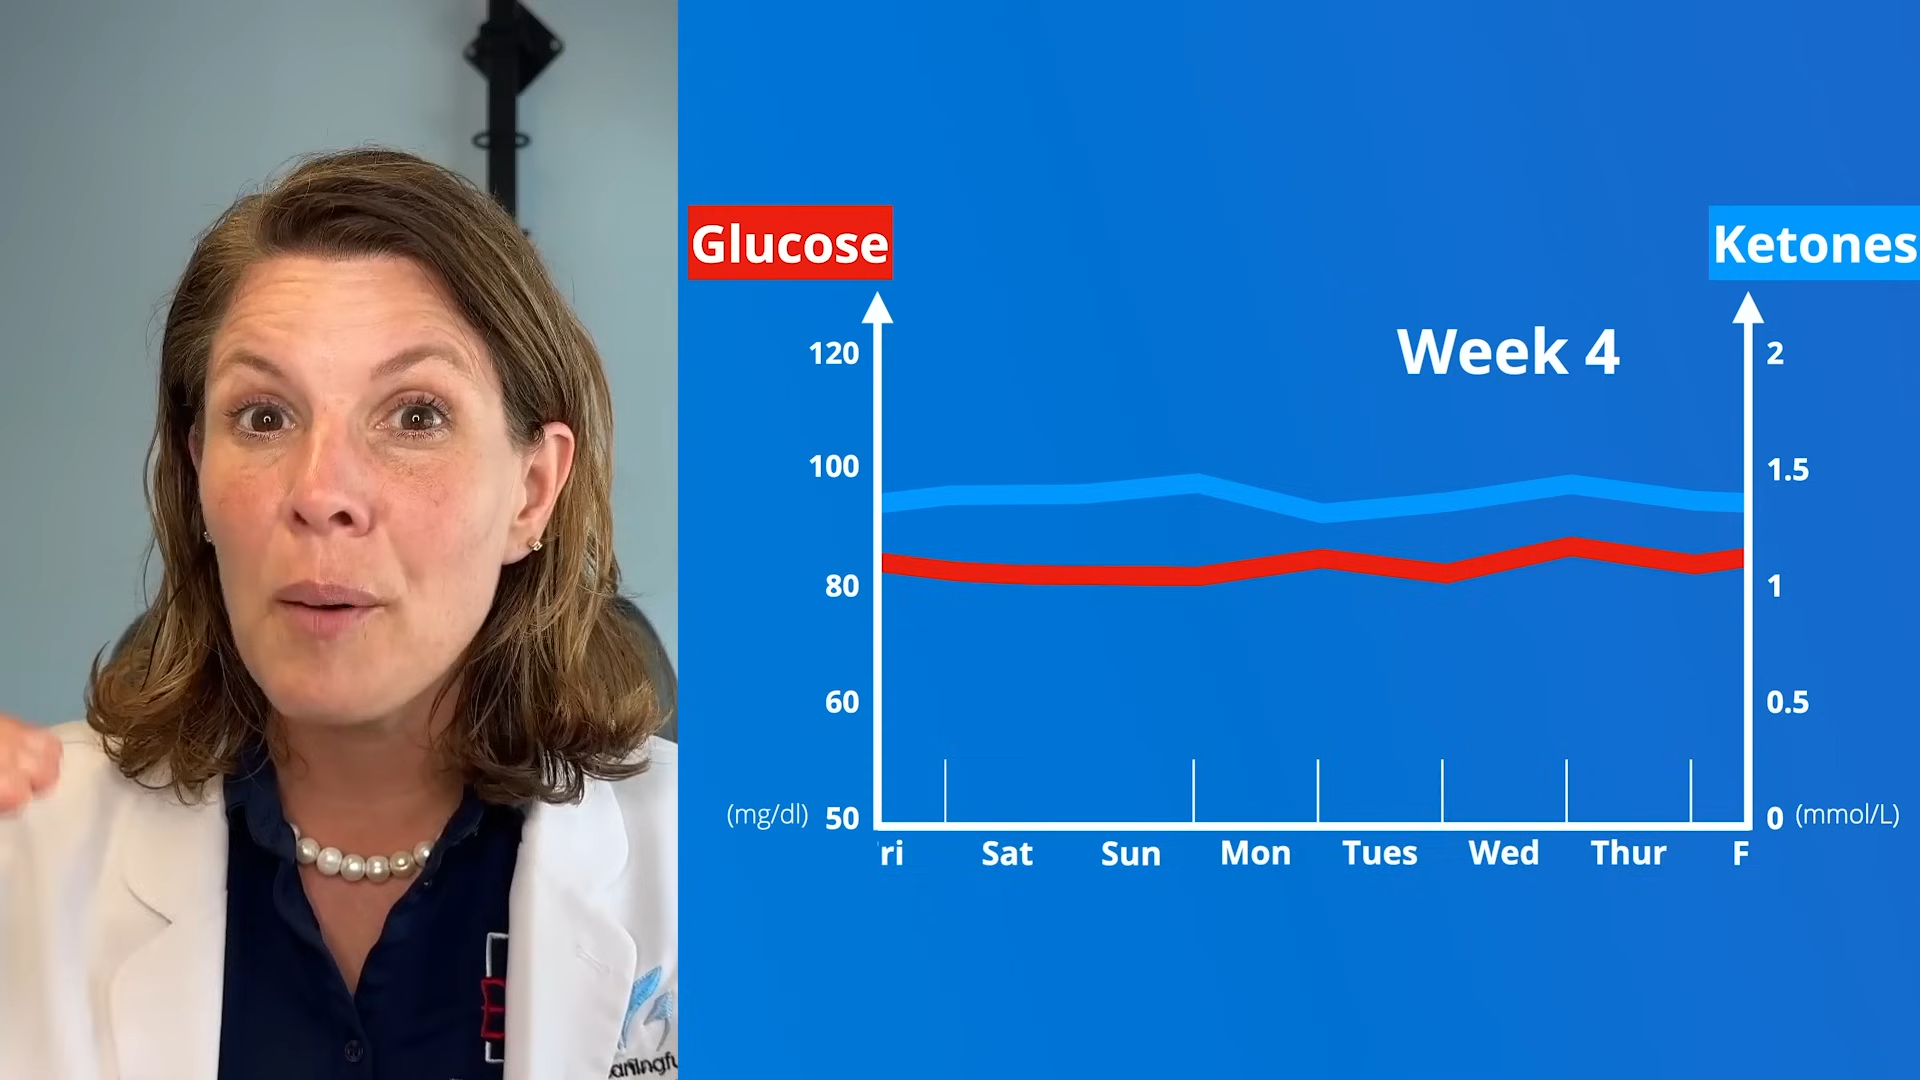 Glucose
Ketones
Week 4
120
100
80
60
(mg/dl) 50
2
1.5
1
0.5
0 (mmol/L)
ri Sat Sun Mon Tues Wed Thur F
aningfu